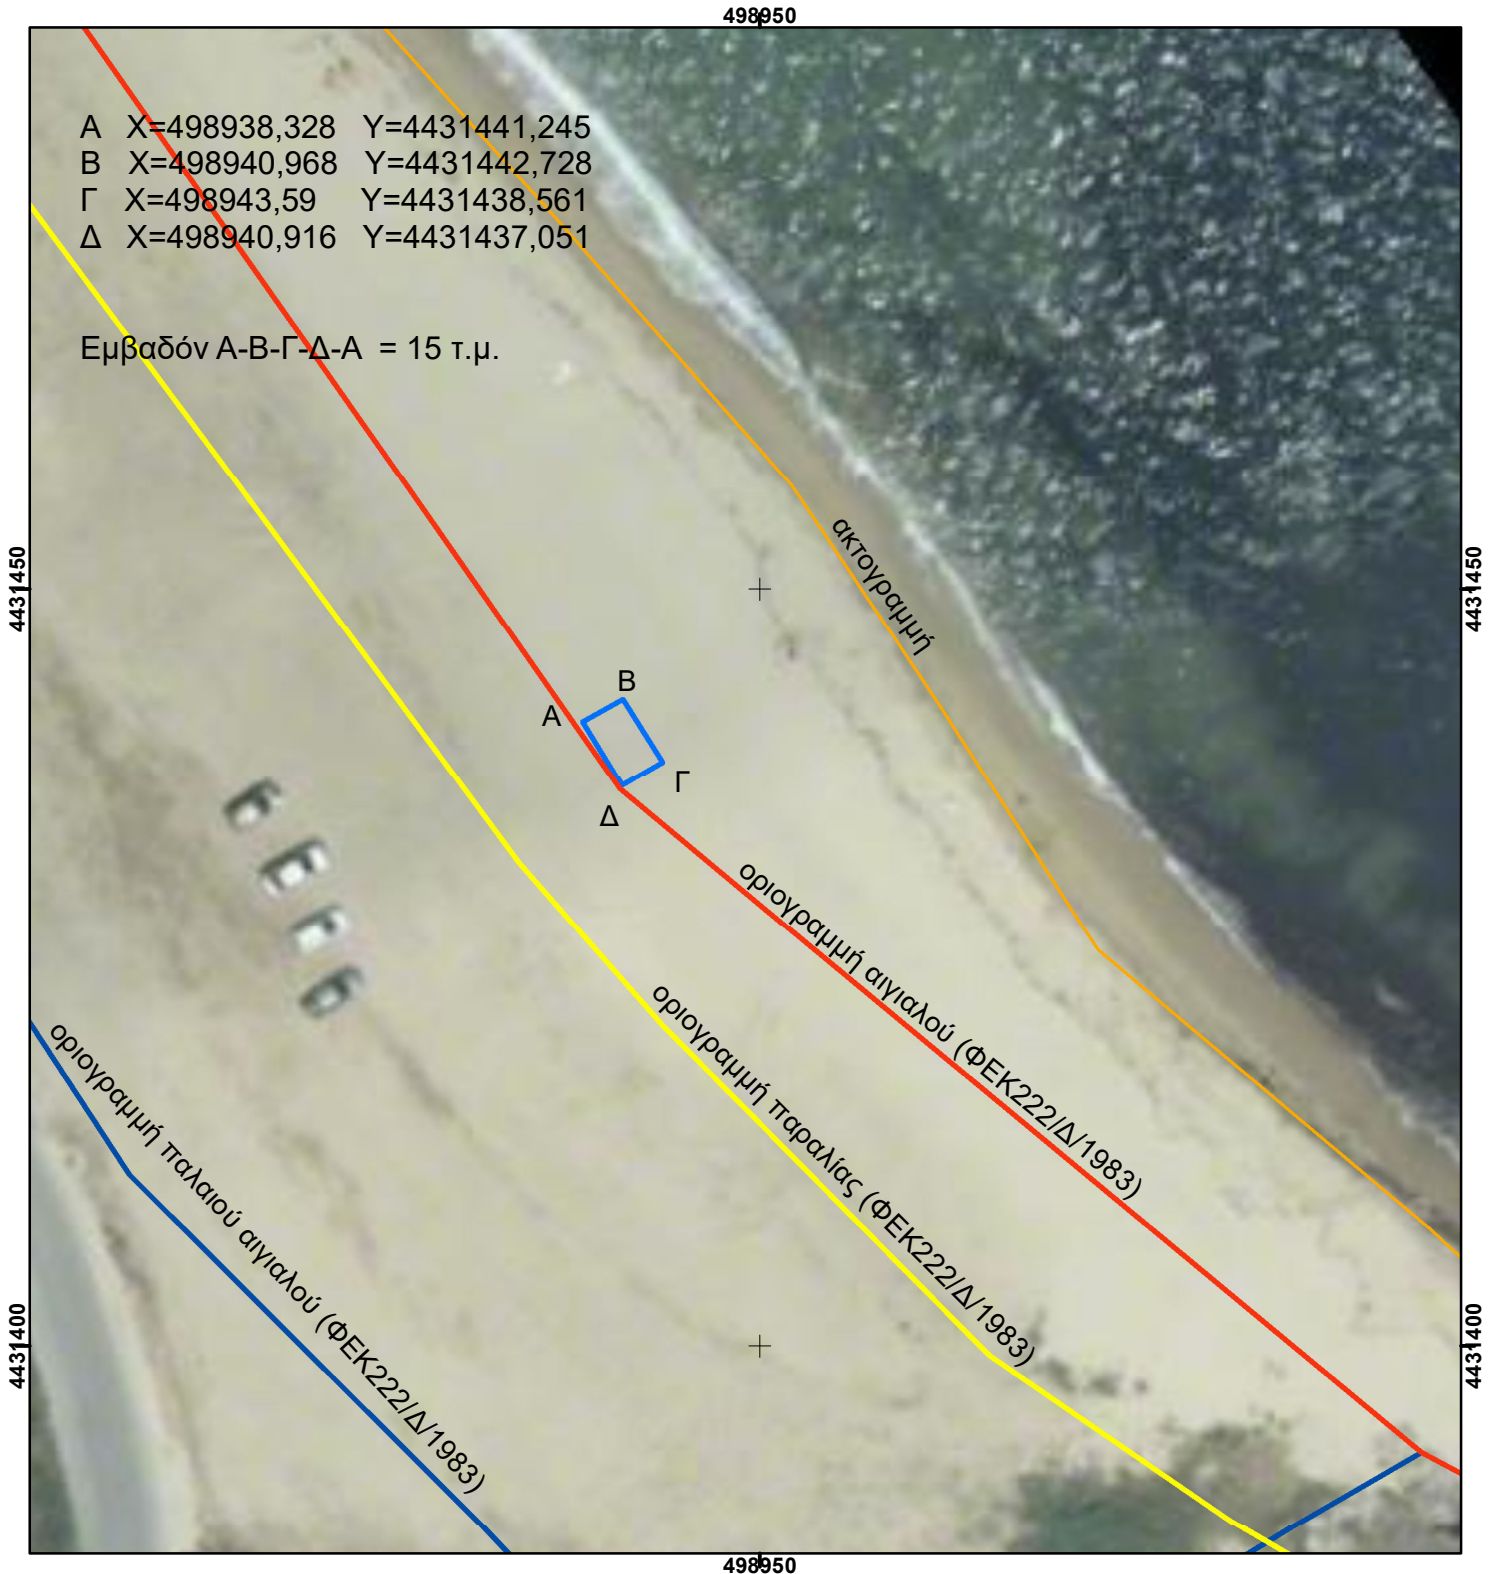 498950
Α Χ=498938,328 Υ=4431441,245
Β Χ=498940,968 Υ=4431442,728
Γ Χ=498943,59 Υ=4431438,561
Δ Χ=498940,916 Υ=4431437,051
Εμβαδόν Α-Β-Γ-Δ-Α = 15 τ.μ.
4431450
4431450
ακτογραμμή
Β
Α
Γ
Δ
οριογραμμή αιγιαλού (ΦΕΚ222/Δ/1983)
οριογραμμή παραλίας (ΦΕΚ222/Δ/1983)
οριογραμμή παλαιού αιγιαλού (ΦΕΚ222/Δ/1983)
4431400
4431400
498950